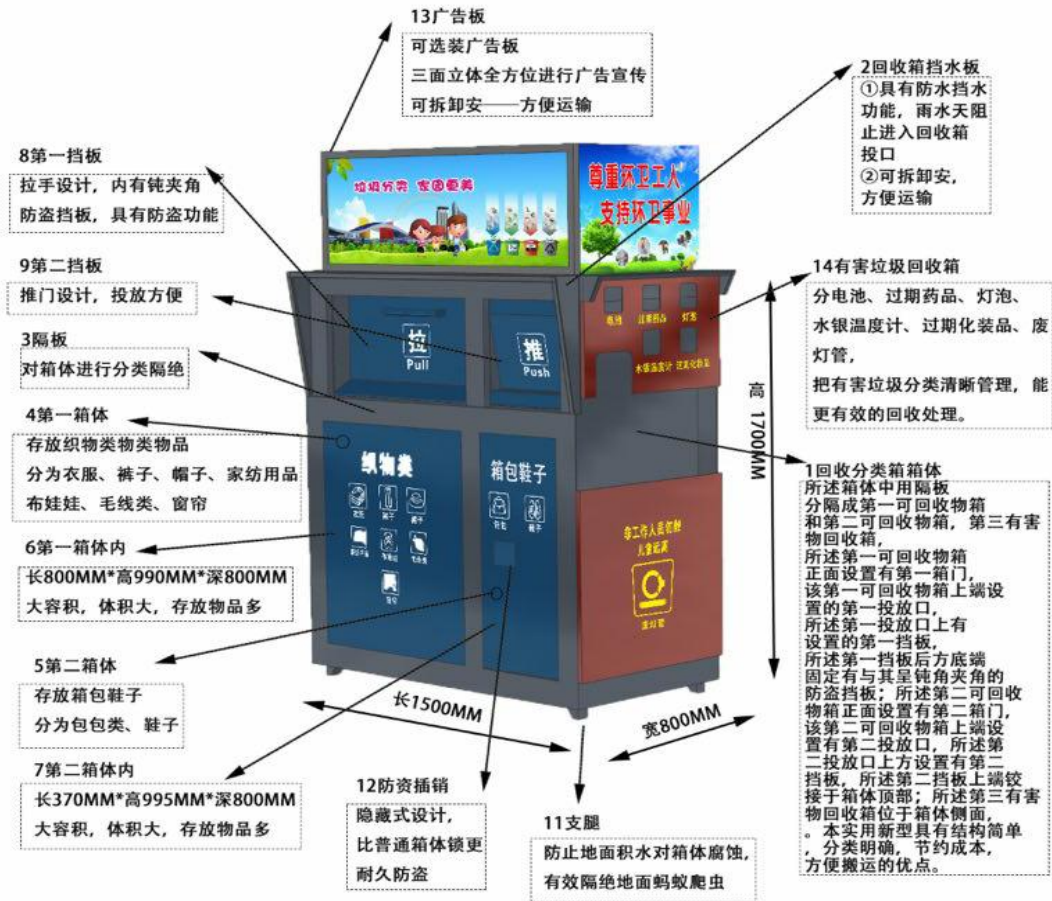 13广告板
可选装广告板
三面立体全方位进行广告宣传
可拆卸安——方便运输
2回收箱挡水板
①具有防水挡水
功能，雨水天阻
止进入回收箱
投口
②可拆卸安，
方便运输
8第一挡板
拉手设计，内有钝夹角
防盗挡板，具有防盗功能
9第二挡板
推门设计，投放方便
3隔板
对箱体进行分类隔绝
4第一箱体
存放织物类物类物品
分为衣服、裤子、帽子、家纺用品
布娃娃、毛线类、窗帘
6第一箱体内
长800MM*高990MM*深800MM
大容积，体积大，存放物品多
5第二箱体
存放箱包鞋子
分为包包类、鞋子
7第二箱体内
长370MM*高995MM*深800MM
大容积，体积大，存放物品多
垃圾分类 家园更美
尊重环卫工人
支持环卫事业
拉
Pull
推
Push
电池
过期药品
灯泡
水银温度计
过期化妆品
织物类
箱包鞋子
非工作人员切触
儿童远离
废灯管
长1500MM
宽800MM
高 1700MM
12防资插销
隐藏式设计，
比普通箱体锁更
耐久防盗
11支腿
防止地面积水对箱体腐蚀，
有效隔绝地面蚂蚁爬虫
14有害垃圾回收箱
分电池、过期药品、灯泡、
水银温度计、过期化装品、废
灯管，
把有害垃圾分类清晰管理，能
更有效的回收处理。
1回收分类箱箱体
所述箱体中用隔板
分隔成第一可回收物箱
和第二可回收物箱，第三有害
物回收箱，
所述第一可回收物箱
正面设置有第一箱门，
该第一可回收物箱上端设
置的第一投放口，
所述第一投放口上有
设置的第一挡板，
所述第一挡板后方底端
固定有与其呈钝角夹角的
防盗挡板；所述第二可回收
物箱正面设置有第二箱门，
该第二可回收物箱上端设
置有第二投放口，所述第
二投放口上方设置有第二
挡板，所述第二挡板上端铰
接于箱体顶部；所述第三有害
物回收箱位于箱体侧面，
。本实用新型具有结构简单
，分类明确，节约成本，
方便搬运的优点。